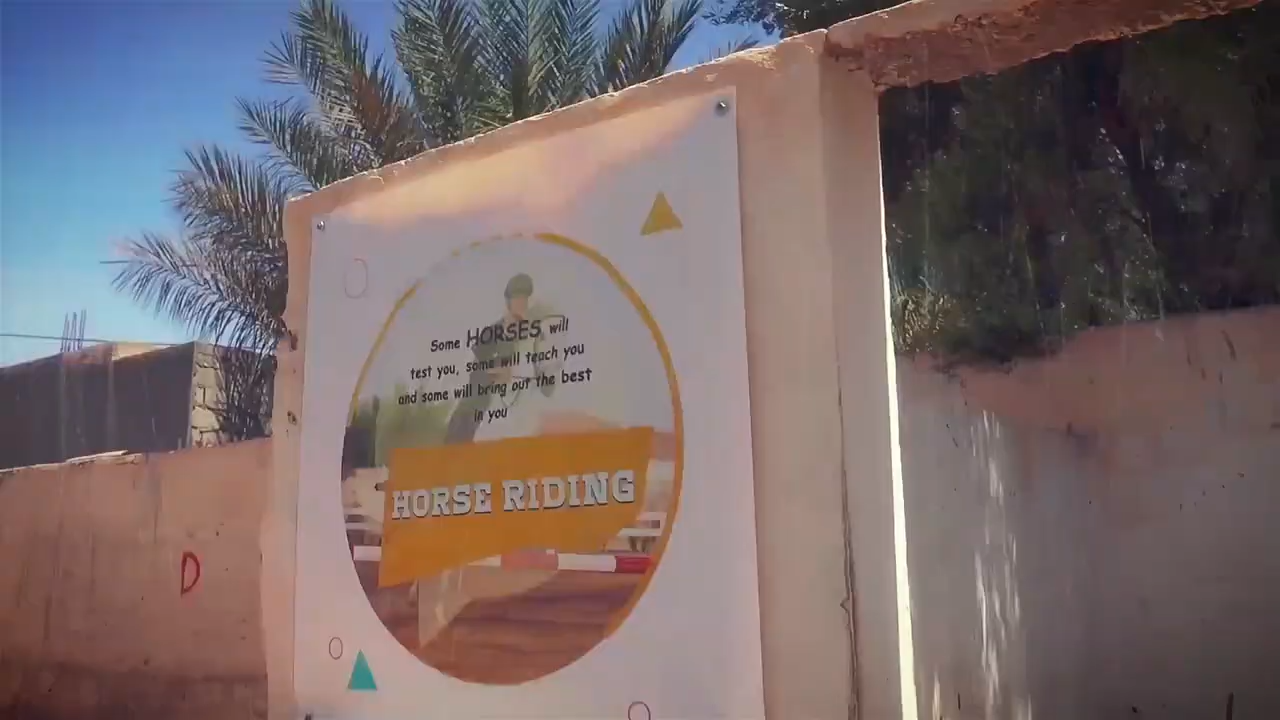 Some HORSES will
test you, some will teach you
and some will bring out the best
in you
HORSE RIDING
D